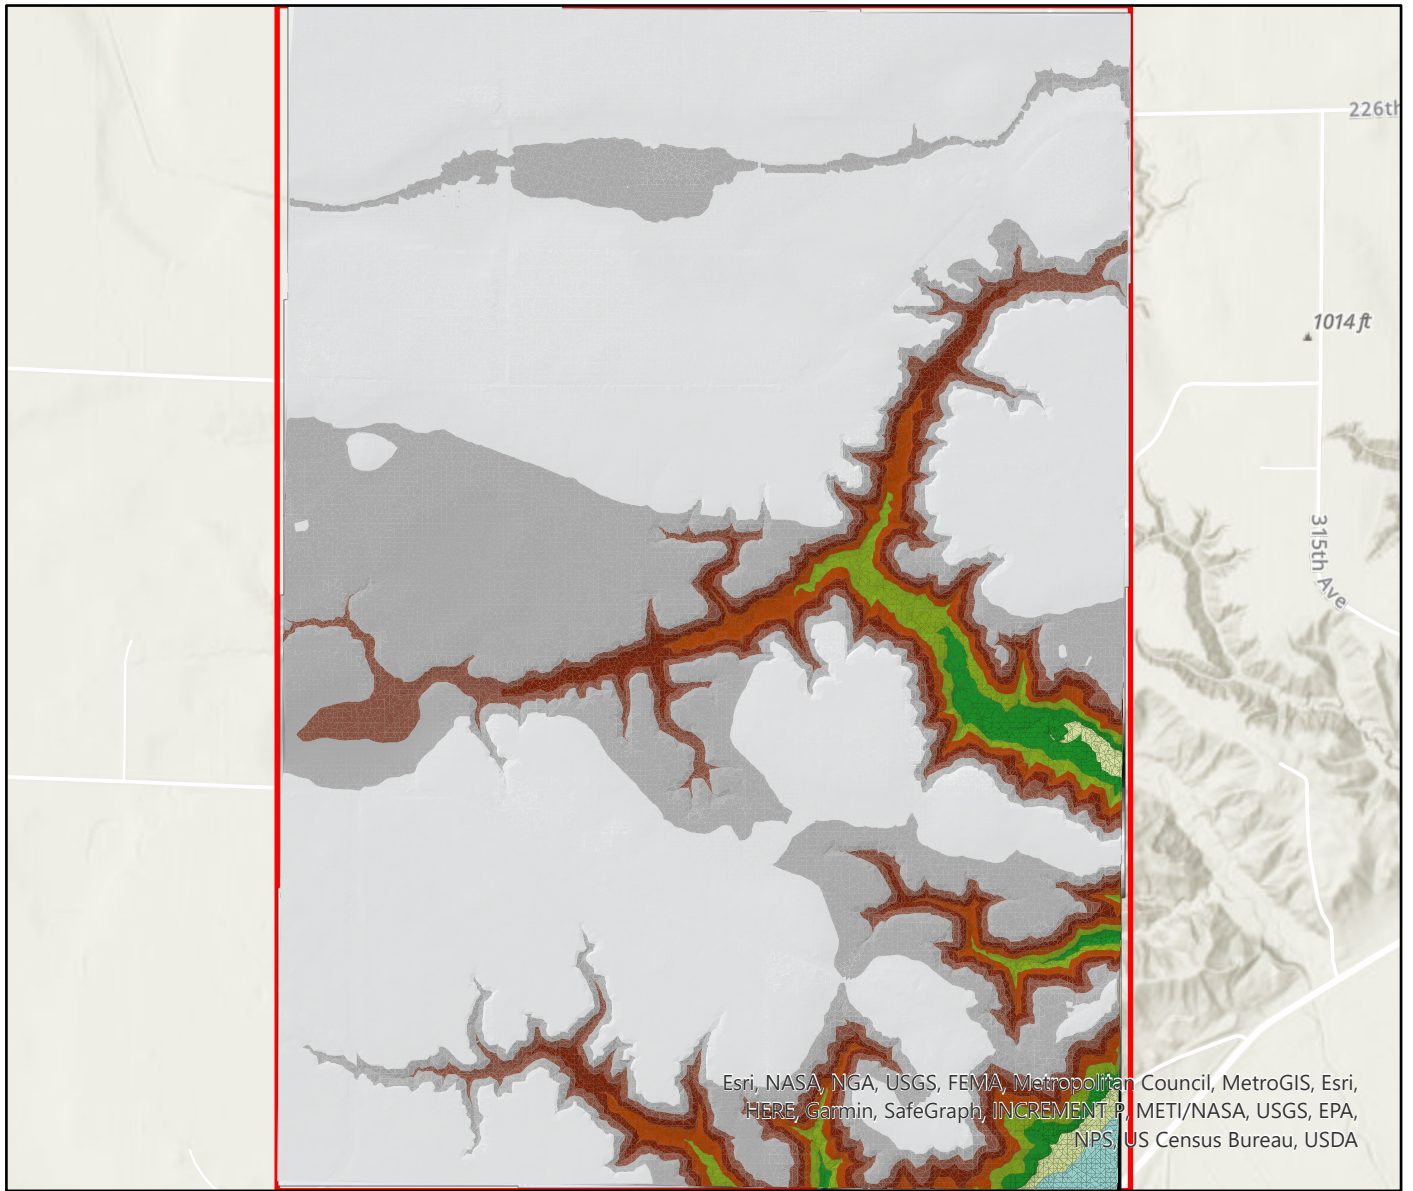 226th
1014 ft
315th Ave
Esri, NASA, NGA, USGS, FEMA, Metropolitan Council, MetroGIS, Esri,
HERE, Garmin, SafeGraph, INCREMENT P, METI/NASA, USGS, EPA,
NPS, US Census Bureau, USDA